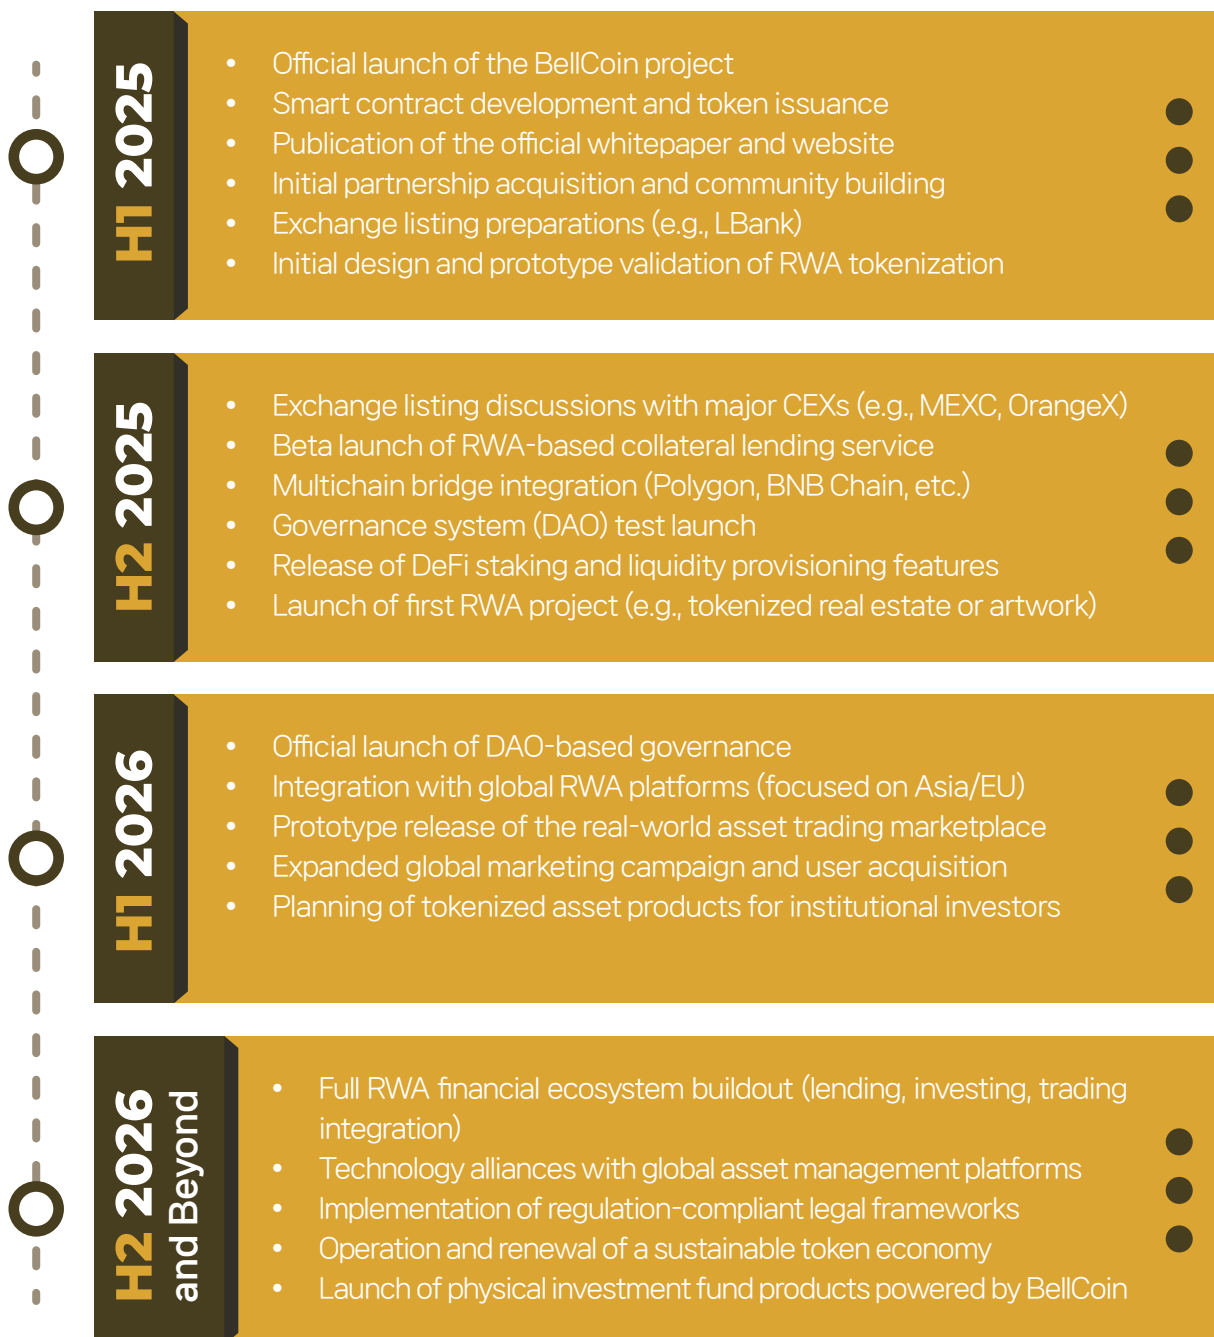 H1 2025
• Official launch of the BellCoin project
• Smart contract development and token issuance
• Publication of the official whitepaper and website
• Initial partnership acquisition and community building
• Exchange listing preparations (e.g., LBank)
• Initial design and prototype validation of RWA tokenization
H2 2025
• Exchange listing discussions with major CEXs (e.g., MEXC, OrangeX)
• Beta launch of RWA-based collateral lending service
• Multichain bridge integration (Polygon, BNB Chain, etc.)
• Governance system (DAO) test launch
• Release of DeFi staking and liquidity provisioning features
• Launch of first RWA project (e.g., tokenized real estate or artwork)
H1 2026
• Official launch of DAO-based governance
• Integration with global RWA platforms (focused on Asia/EU)
• Prototype release of the real-world asset trading marketplace
• Expanded global marketing campaign and user acquisition
• Planning of tokenized asset products for institutional investors
H2 2026
and Beyond
• Full RWA financial ecosystem buildout (lending, investing, trading
integration)
• Technology alliances with global asset management platforms
• Implementation of regulation-compliant legal frameworks
• Operation and renewal of a sustainable token economy
• Launch of physical investment fund products powered by BellCoin